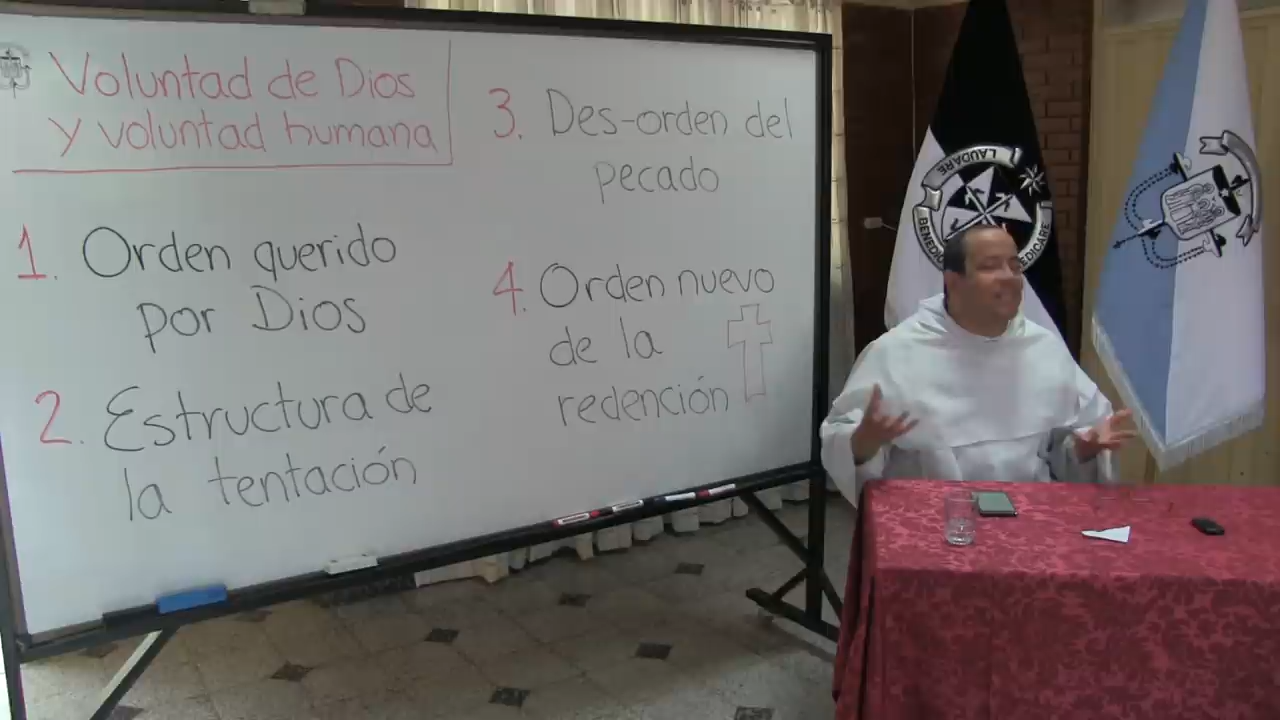 Voluntad de Dios
y voluntad humana
1. Orden querido
por Dios
2. Estructura de
la tentación
3. Des-orden del
pecado
4. Orden nuevo
de la
redención
LAUDARE